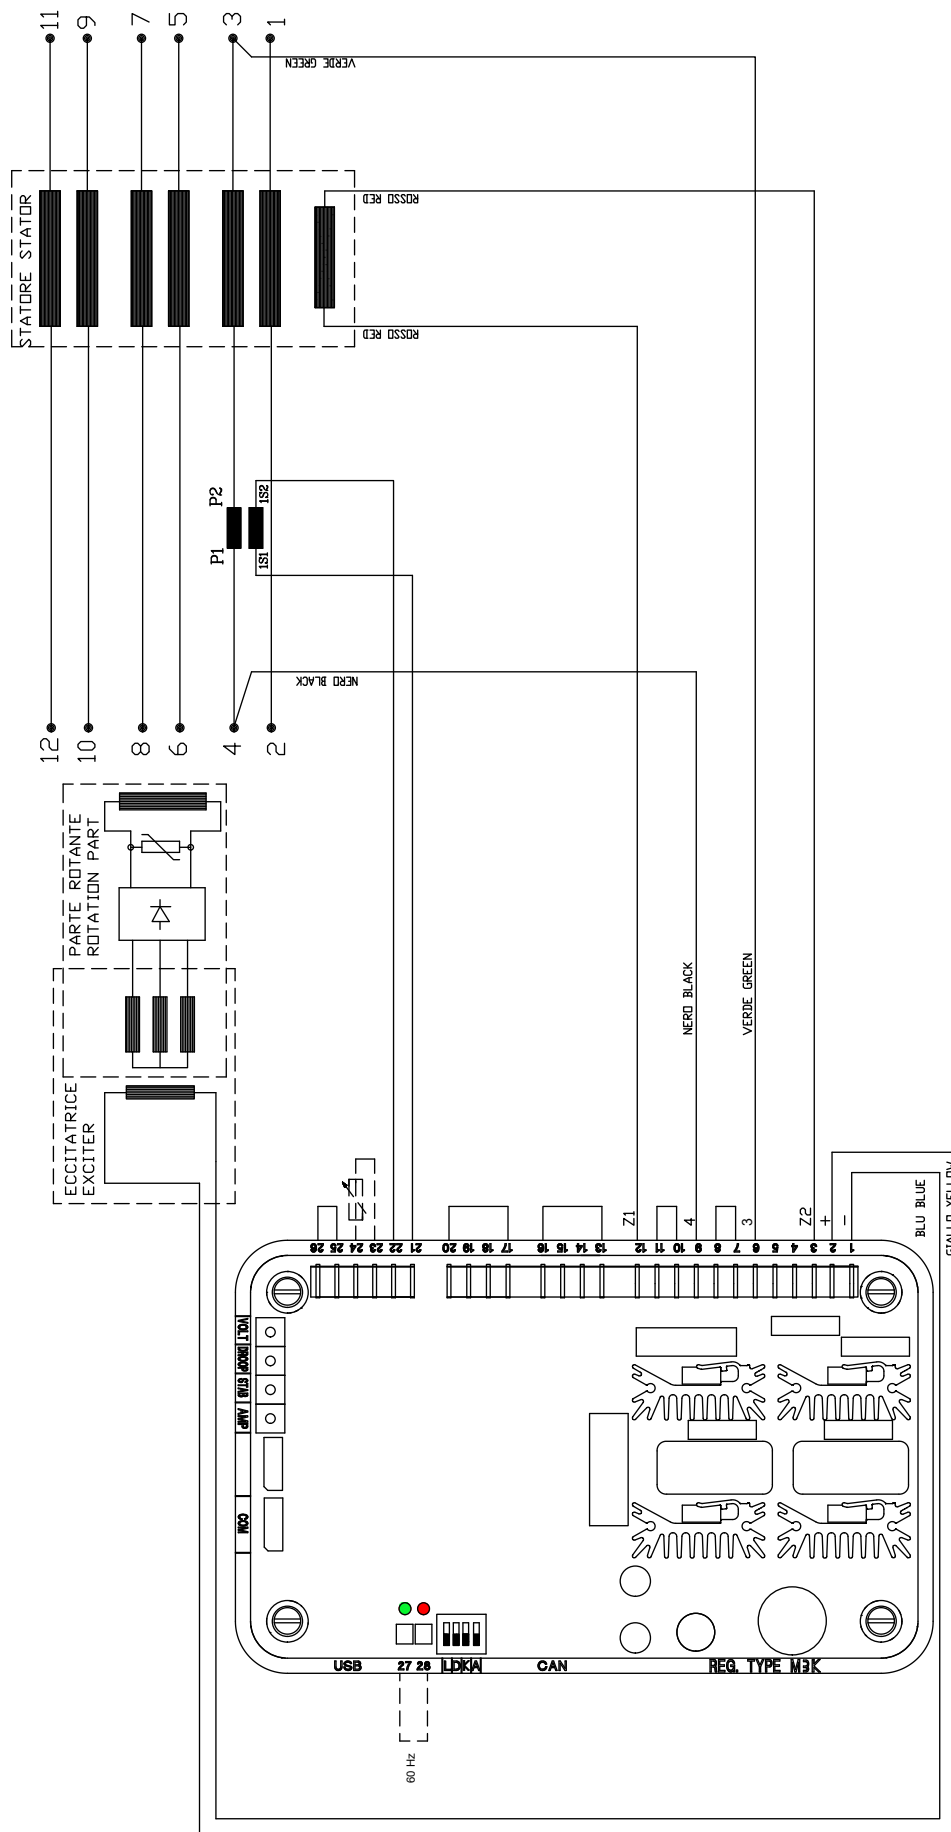 11
9
7
5
3
1
VERDE GREEN
STATORE STATOR
ROSSO RED
ROSSO RED
P2
P1
1S2
1S1
NERO BLACK
12
10
8
6
4
2
PARTE ROTANTE
ROTATION PART
ECCITATRICE
EXCITER
NERO BLACK
VERDE GREEN
Z1
4
3
Z2
+
-
BLU BLUE
GIALLO YELLOW
26
25
24
23
22
21
20
19
18
17
16
15
14
13
12
11
10
9
8
7
6
5
4
3
2
1
VOLT
DROOP
STAB
AMP
COM
USB
27 28
LDKA
CAN
REG. TYPE M3K
60 Hz